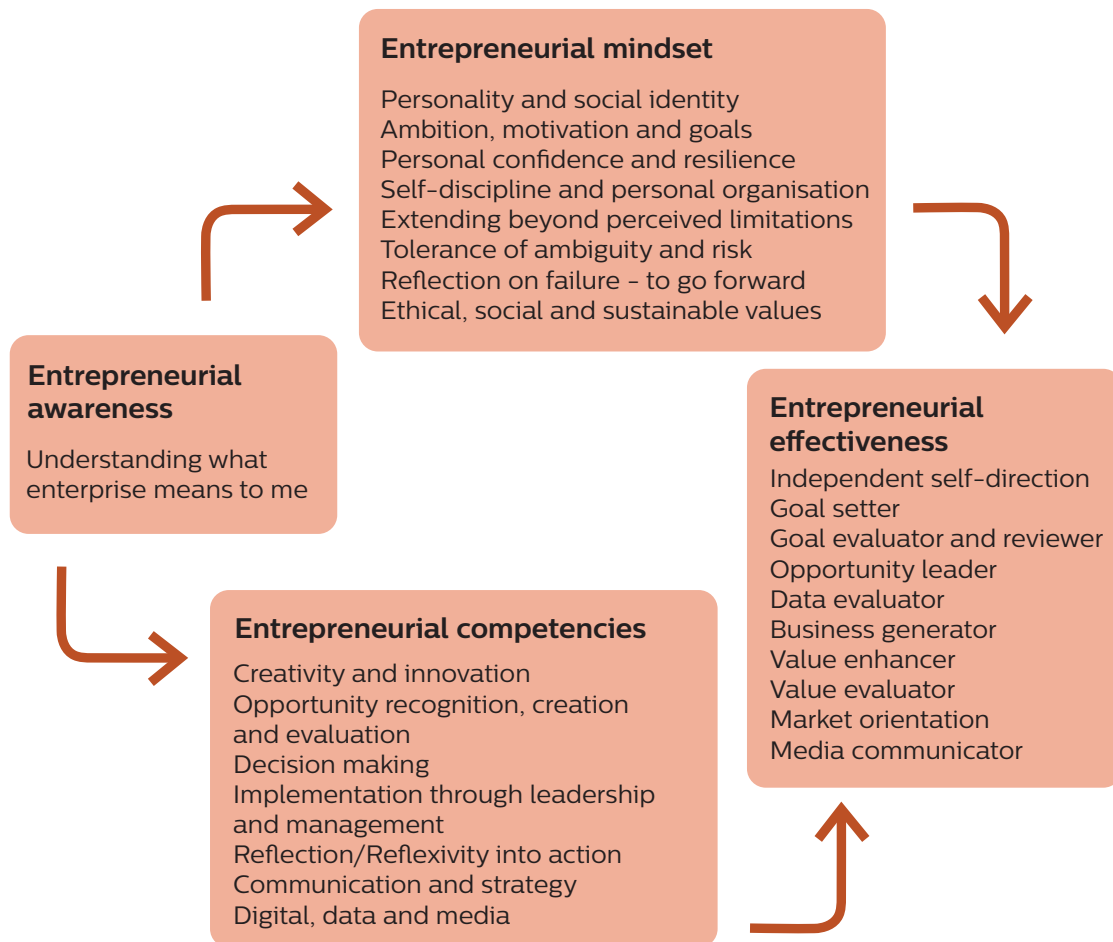 Entrepreneurial mindset
Personality and social identity
Ambition, motivation and goals
Personal confidence and resilience
Self-discipline and personal organisation
Extending beyond perceived limitations
Tolerance of ambiguity and risk
Reflection on failure - to go forward
Ethical, social and sustainable values
Entrepreneurial
awareness
Understanding what
enterprise means to me
Entrepreneurial competencies
Creativity and innovation
Opportunity recognition, creation
and evaluation
Decision making
Implementation through leadership
and management
Reflection/Reflexivity into action
Communication and strategy
Digital, data and media
Entrepreneurial
effectiveness
Independent self-direction
Goal setter
Goal evaluator and reviewer
Opportunity leader
Data evaluator
Business generator
Value enhancer
Value evaluator
Market orientation
Media communicator